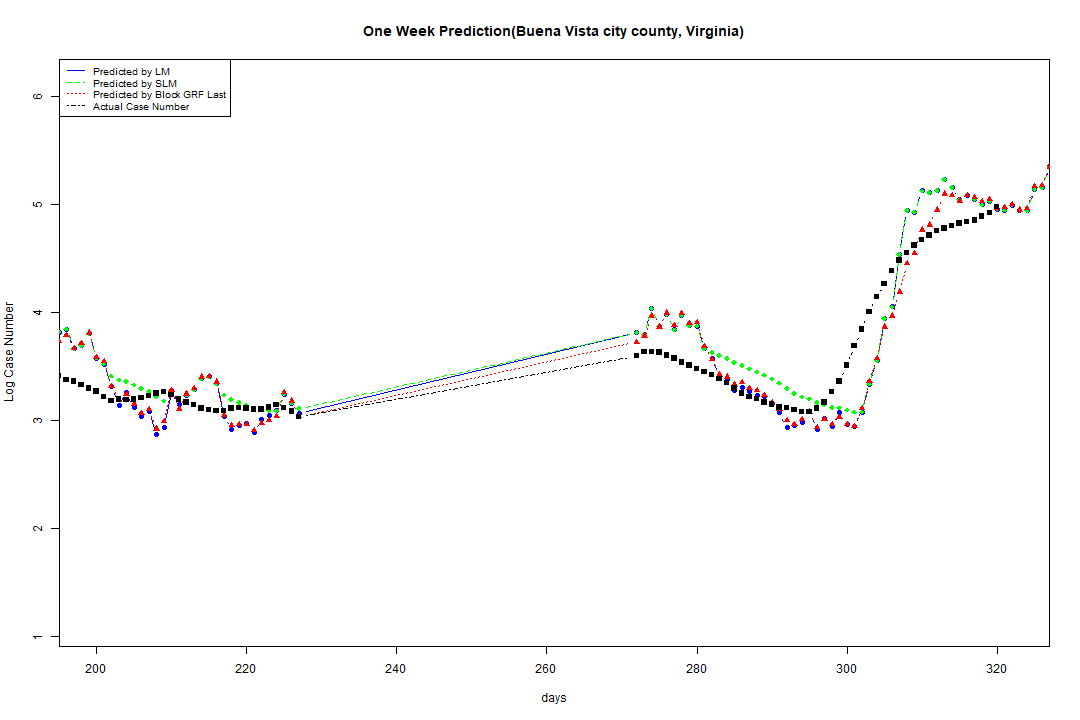 One Week Prediction(Buena Vista city county, Virginia)
Predicted by LM
Predicted by SLM
Predicted by Block GRF Last
Actual Case Number
Log Case Number
6
5
4
3
2
1
200 220 240 260 280 300 320
days